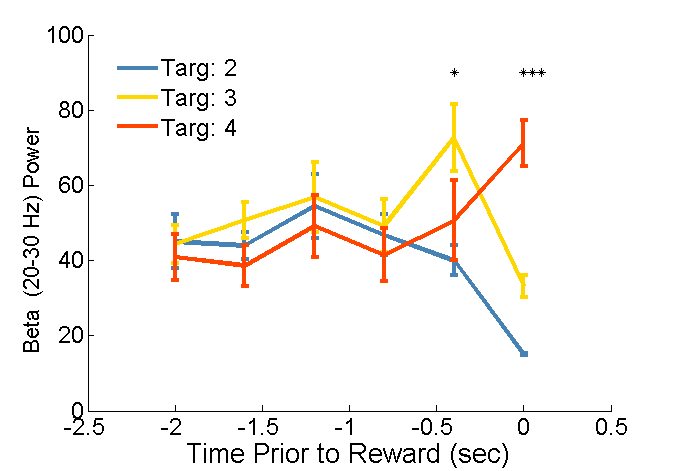 100
80
60
40
20
0
Beta (20-30 Hz) Power
Targ: 2
Targ: 3
Targ: 4
*
***
-2.5 -2 -1.5 -1 -0.5 0 0.5
Time Prior to Reward (sec)